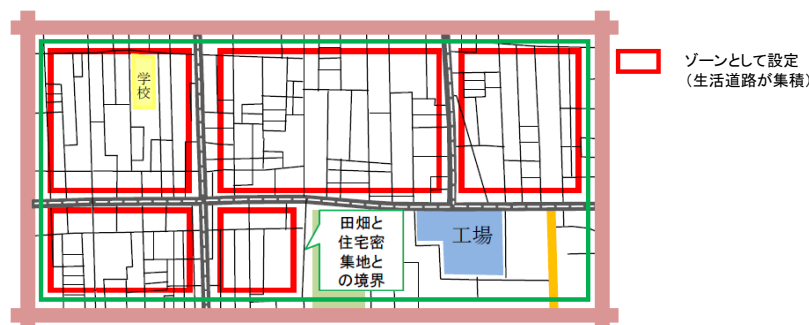 学
校
田畑と
住宅密
集地と
の境界
工場
ゾーンとして設定
（生活道路が集積）